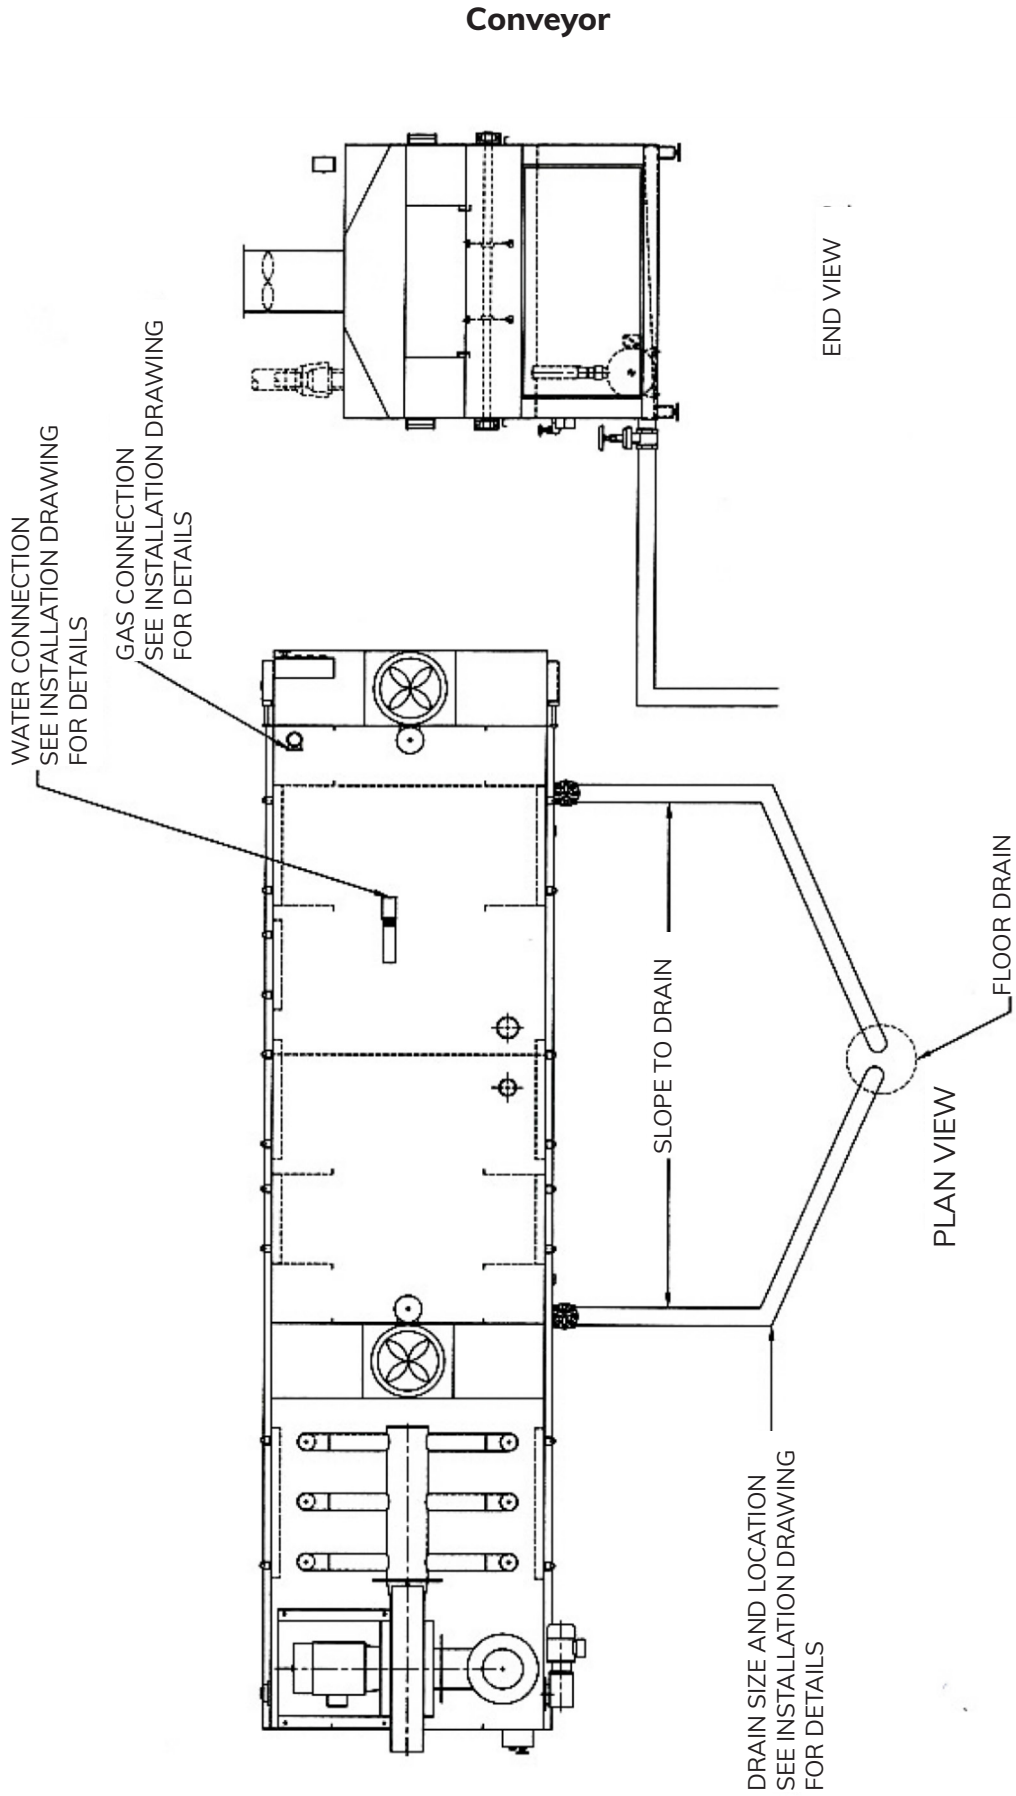 Conveyor
WATER CONNECTION
SEE INSTALLATION DRAWING
FOR DETAILS
GAS CONNECTION
SEE INSTALLATION DRAWING
FOR DETAILS
END VIEW
SLOPE TO DRAIN
FLOOR DRAIN
PLAN VIEW
DRAIN SIZE AND LOCATION
SEE INSTALLATION DRAWING
FOR DETAILS